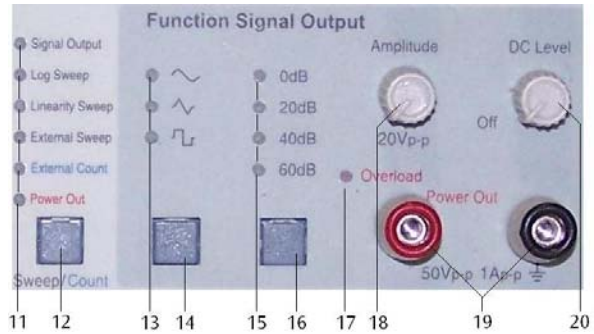 Function Signal Output
Signal Output
Log Sweep
Linearity Sweep
External Sweep
External Count
Power Out
Sweep/Count
0dB
20dB
40dB
60dB
Overload
Amplitude
20Vp-p
DC Level
Off
Power Out
50Vp-p 1Ap-p
11 12 13 14 15 16 17 18 19 20